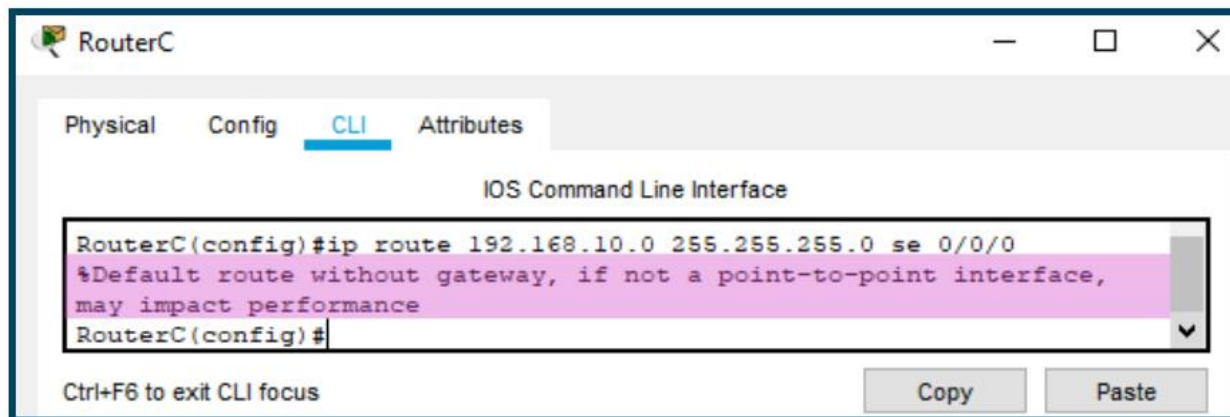 RouterC
Physical Config CLI Attributes
IOS Command Line Interface
RouterC(config)#ip route 192.168.10.0 255.255.255.0 se 0/0/0
%Default route without gateway, if not a point-to-point interface,
may impact performance
RouterC(config)#
Ctrl+F6 to exit CLI focus Copy Paste